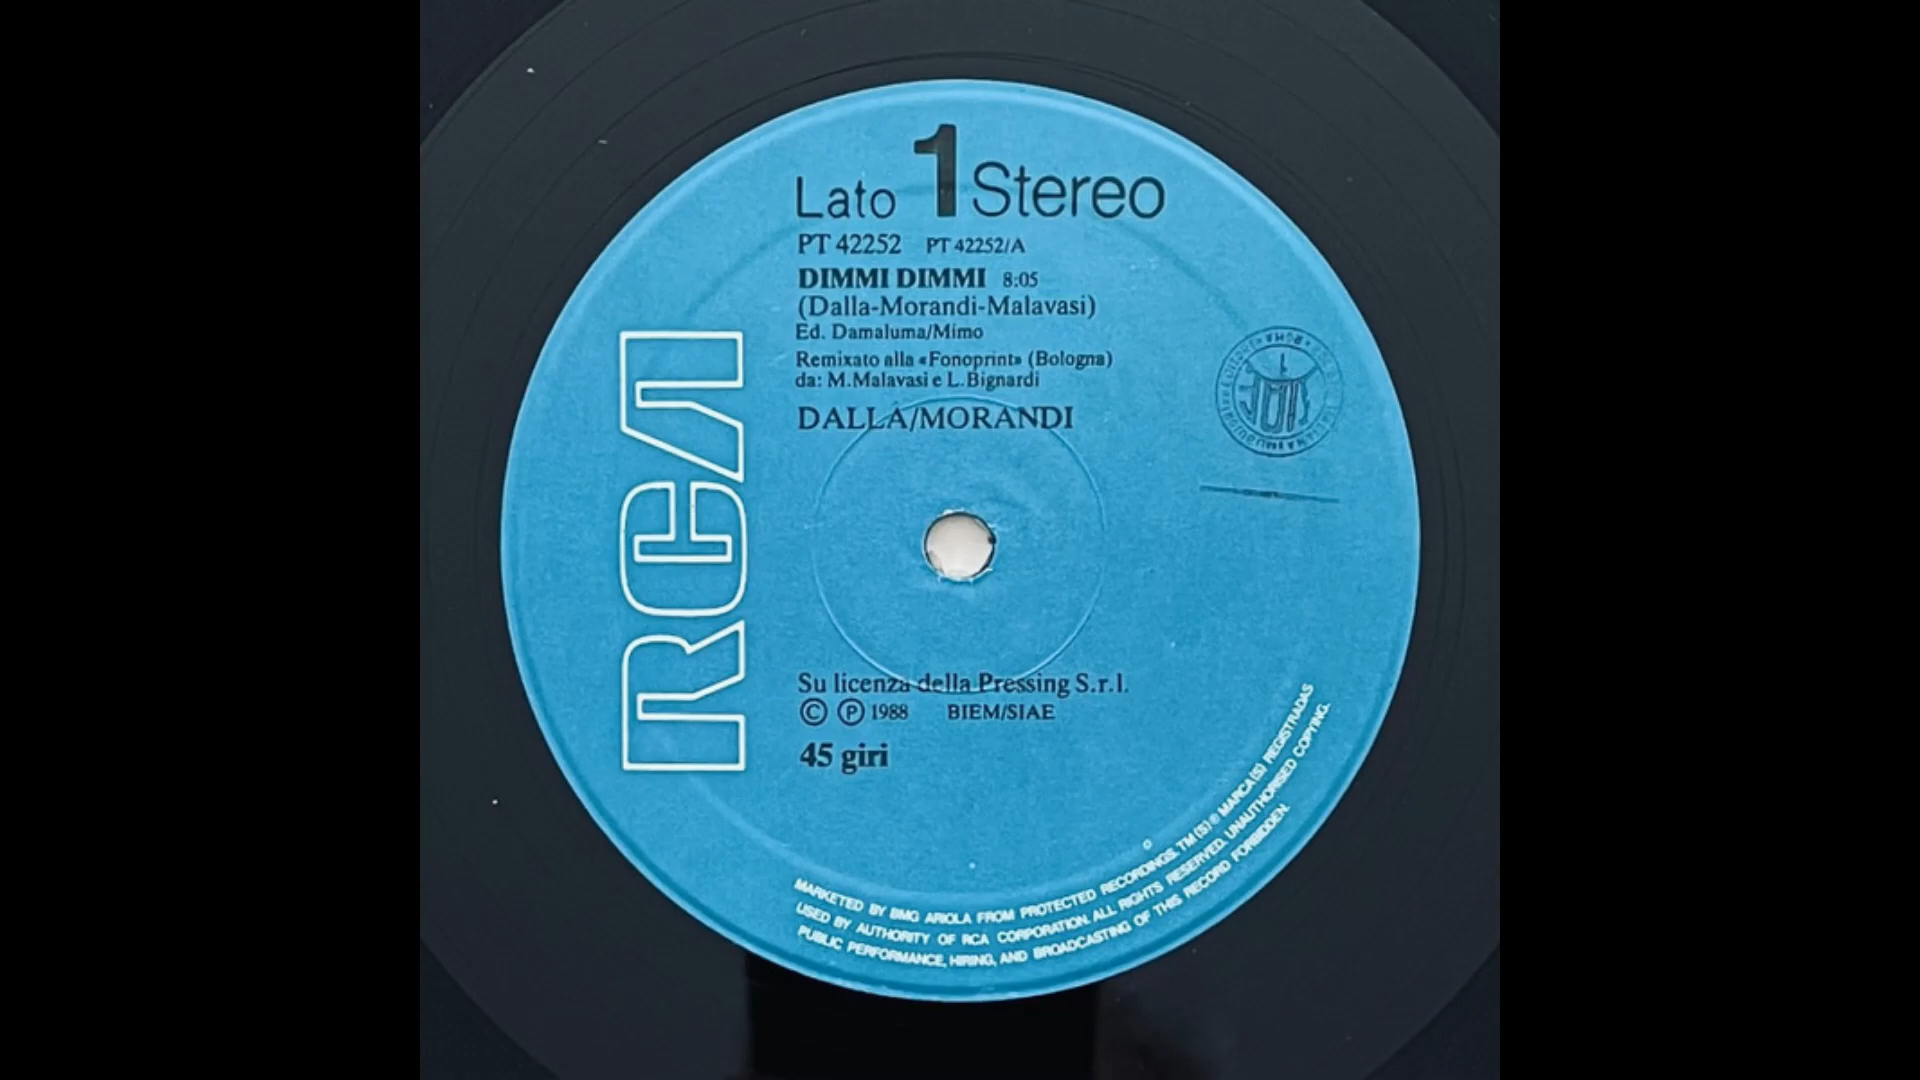 Lato 1 Stereo
PT 42252 PT 42252/A
DIMMI DIMMI 8:05
(Dalla-Morandi-Malavasi)
Ed. Damaluma/Mimo
Remixato alla «Fonoprint» (Bologna)
da: M.Malavasi e L.Bignardi
DALLA/MORANDI
RCA
Su licenza della Pressing S.r.l.
© ℗ 1988 BIEM/SIAE
45 giri
MARKETED BY BMG ARIOLA FROM PROTECTED RECORDINGS. TM(S) ® MARCA(S) REGISTRADAS
USED BY AUTHORITY OF RCA CORPORATION. ALL RIGHTS RESERVED. UNAUTHORISED COPYING,
PUBLIC PERFORMANCE, HIRING, AND BROADCASTING OF THIS RECORD FORBIDDEN.